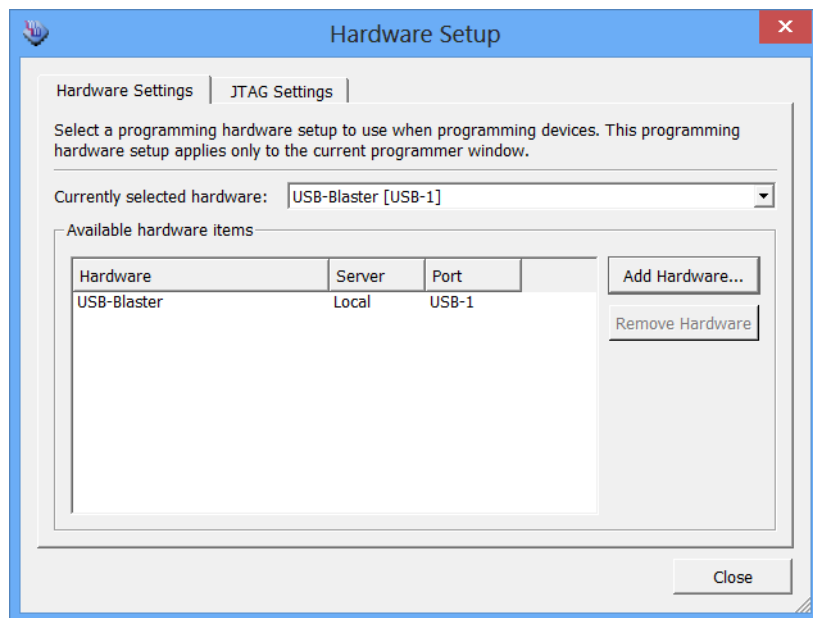 Hardware Setup
Hardware Settings
JTAG Settings
Select a programming hardware setup to use when programming devices. This programming
hardware setup applies only to the current programmer window.
Currently selected hardware: USB-Blaster [USB-1]
Available hardware items
Hardware Server Port
USB-Blaster Local USB-1
Add Hardware...
Remove Hardware
Close